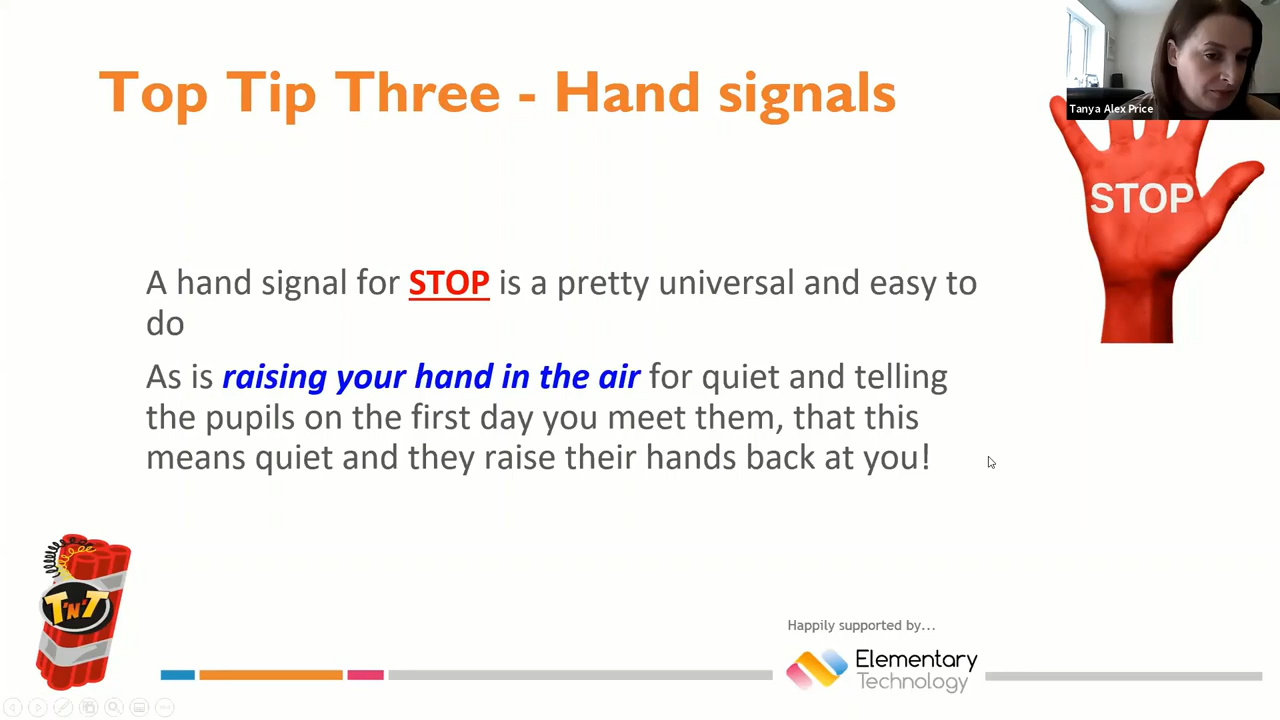 Top Tip Three - Hand signals
Tanya Alex Price
STOP
A hand signal for STOP is a pretty universal and easy to
do
As is raising your hand in the air for quiet and telling
the pupils on the first day you meet them, that this
means quiet and they raise their hands back at you!
T'N'T
Happily supported by...
Elementary
Technology